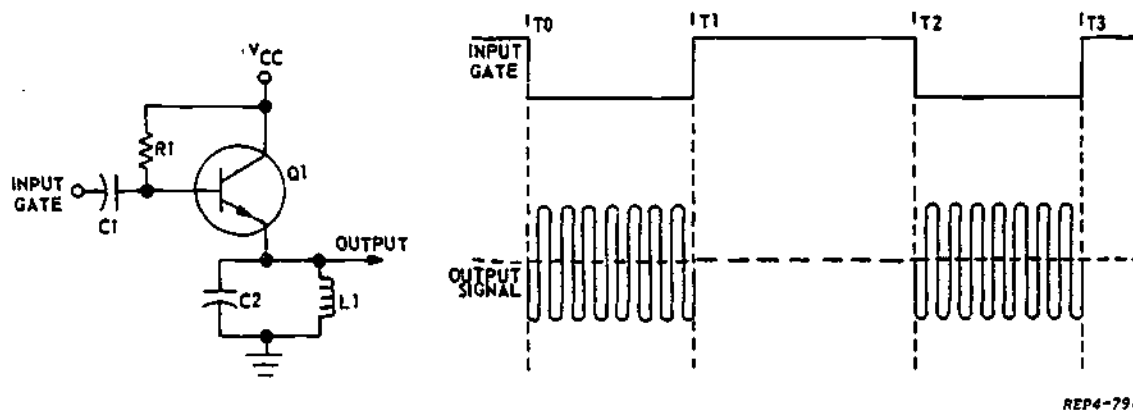 VCC
R1
Q1
INPUT
GATE
C1
OUTPUT
C2
L1
T0
T1
T2
T3
INPUT
GATE
OUTPUT
SIGNAL